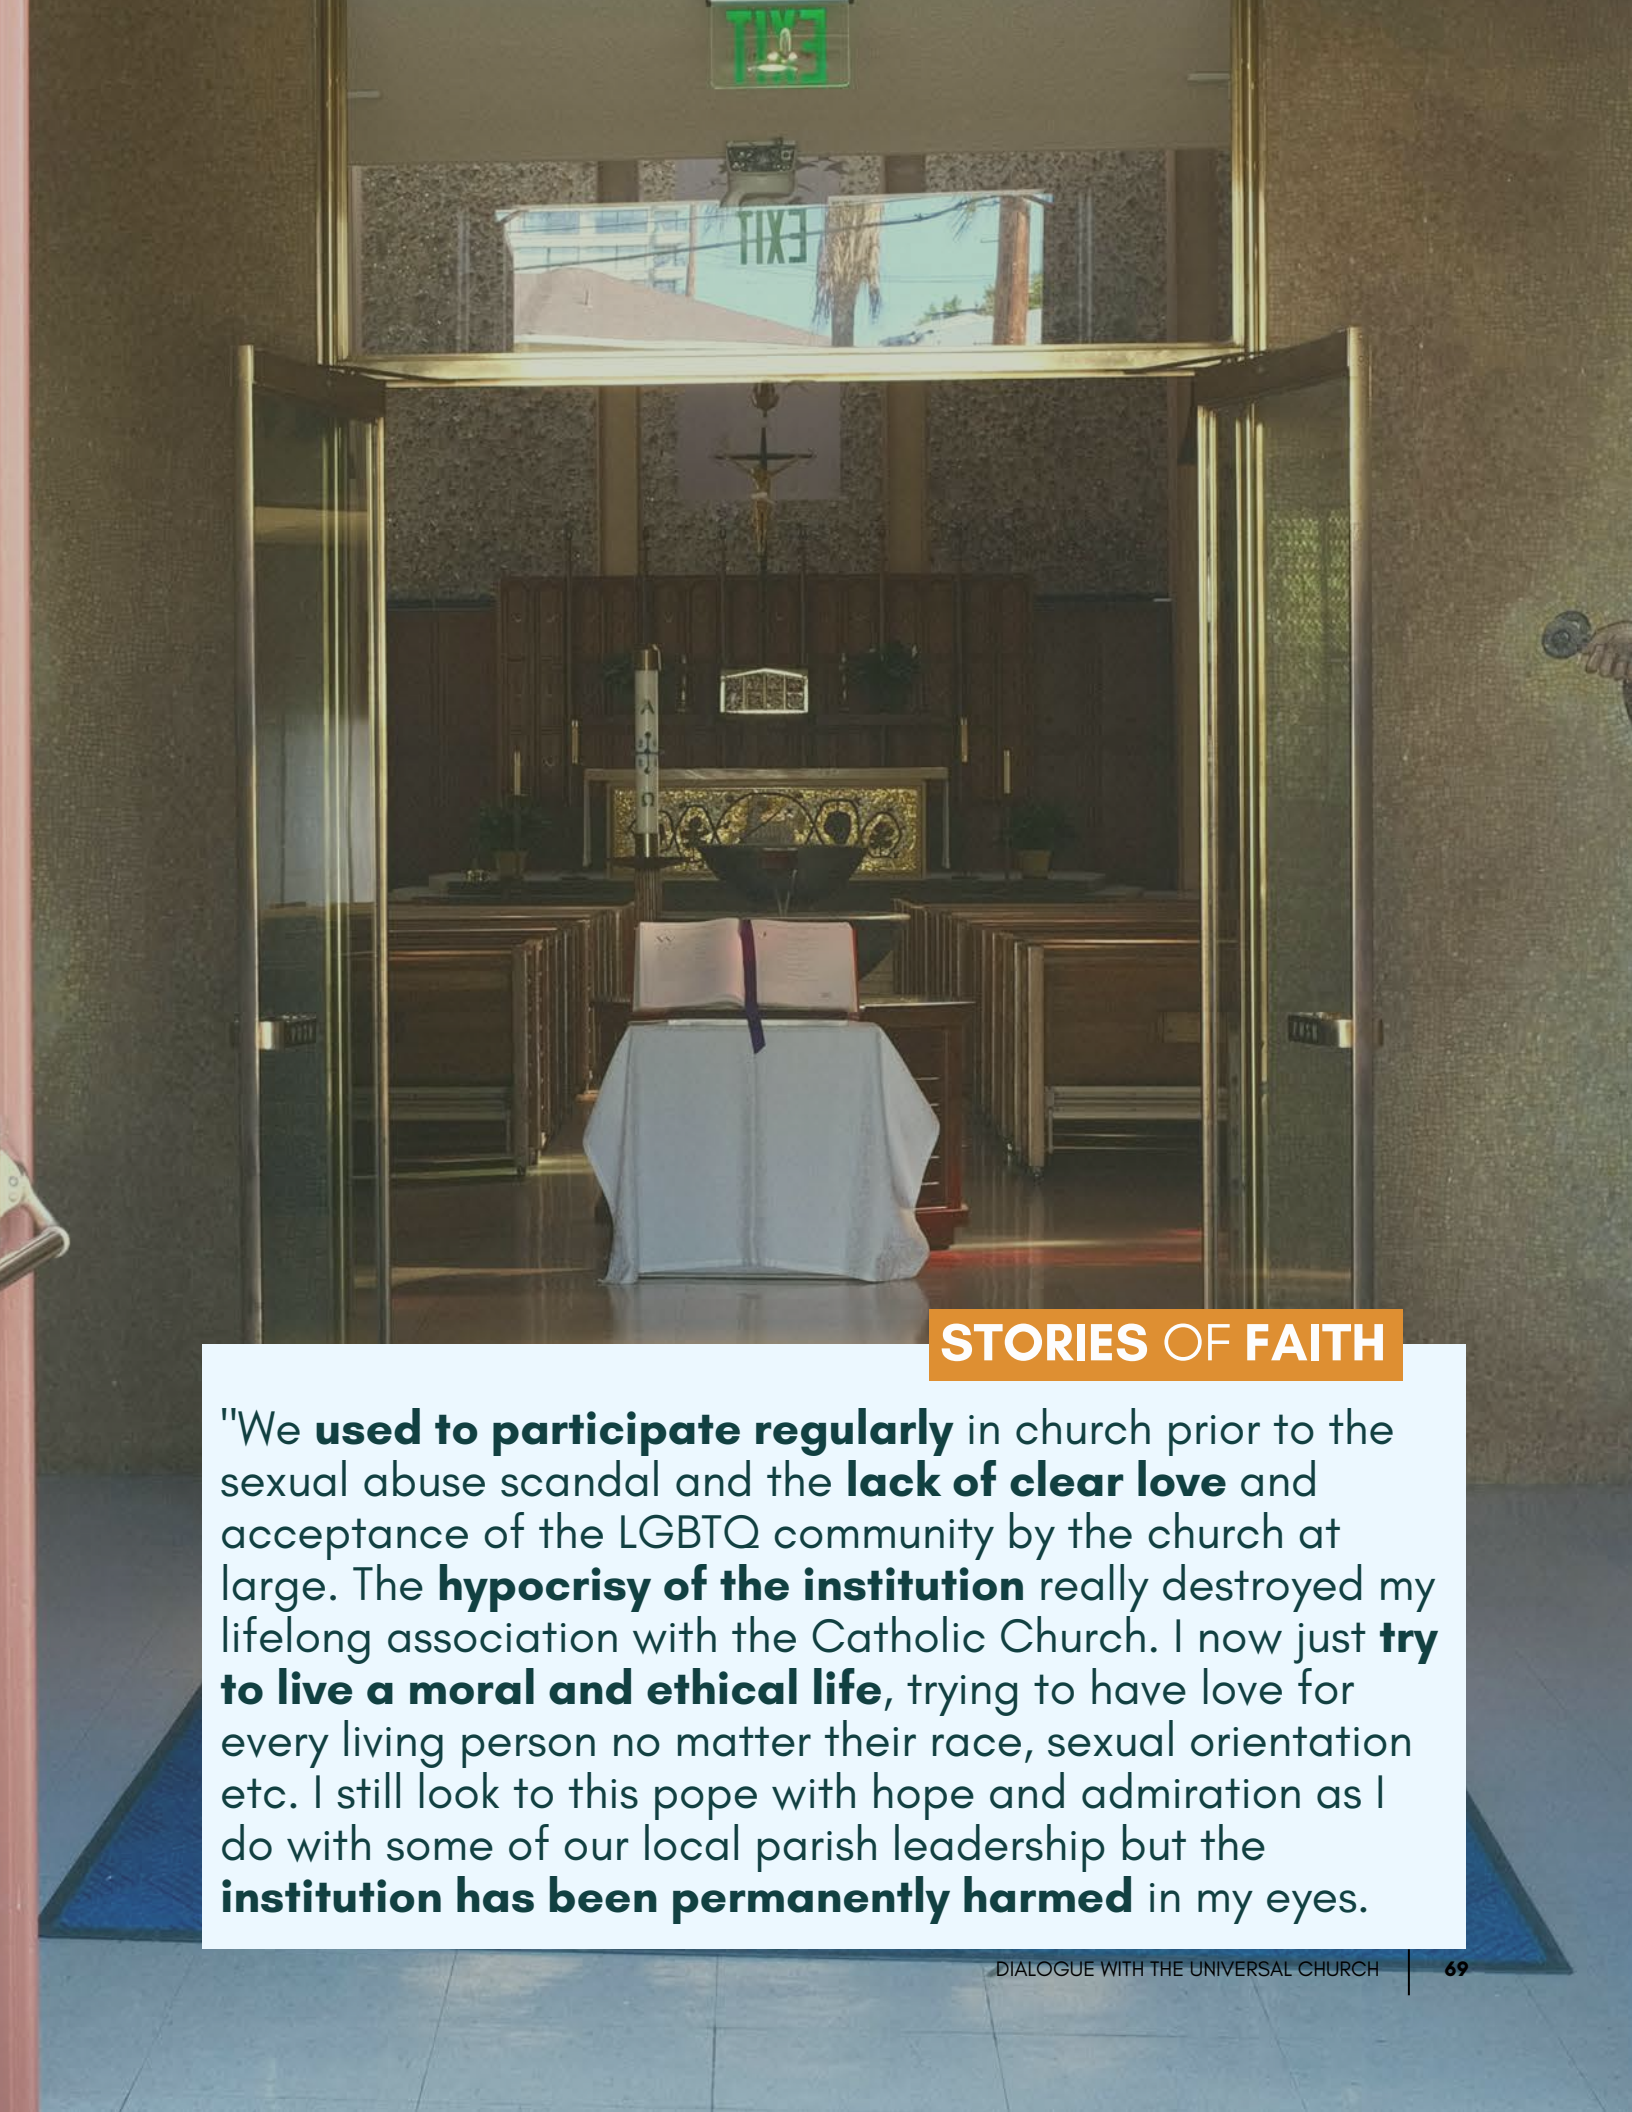 EXIT
EXIT
Α
Ω
STORIES OF FAITH
"We used to participate regularly in church prior to the
sexual abuse scandal and the lack of clear love and
acceptance of the LGBTQ community by the church at
large. The hypocrisy of the institution really destroyed my
lifelong association with the Catholic Church. I now just try
to live a moral and ethical life, trying to have love for
every living person no matter their race, sexual orientation
etc. I still look to this pope with hope and admiration as I
do with some of our local parish leadership but the
institution has been permanently harmed in my eyes.
DIALOGUE WITH THE UNIVERSAL CHURCH | 69